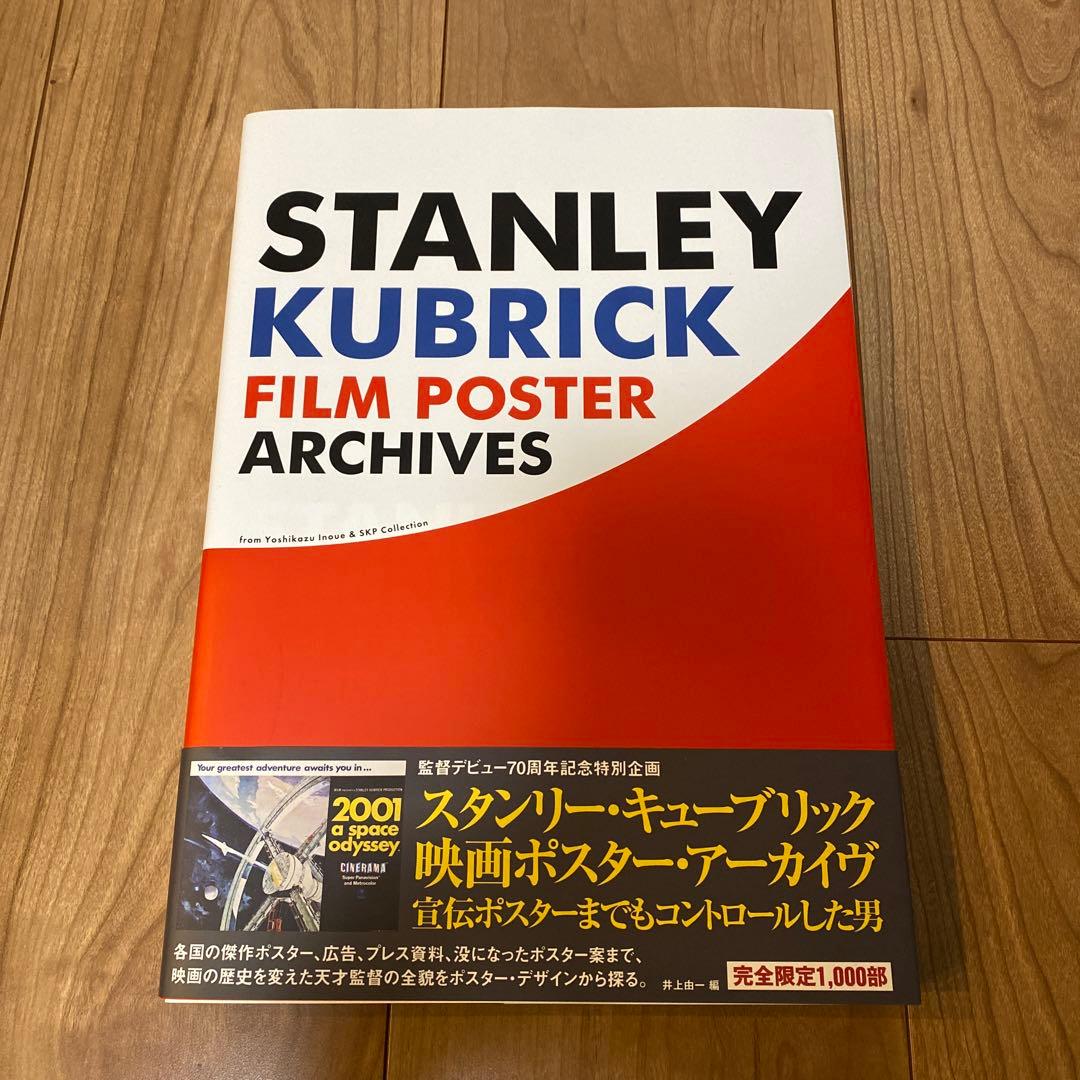 STANLEY
KUBRICK
FILM POSTER
ARCHIVES
from Yoshikazu Inoue & SKP Collection
Your greatest adventure awaits you in...
STANLEY KUBRICK PRODUCTION
2001
a space
odyssey
CINERAMA
Super Panavision
and Metrocolor
監督デビュー70周年記念特別企画
スタンリー・キューブリック
映画ポスター・アーカイヴ
宣伝ポスターまでもコントロールした男
各国の傑作ポスター、広告、プレス資料、没になったポスター案まで、
映画の歴史を変えた天才監督の全貌をポスター・デザインから探る。
井上由一 編
完全限定1,000部